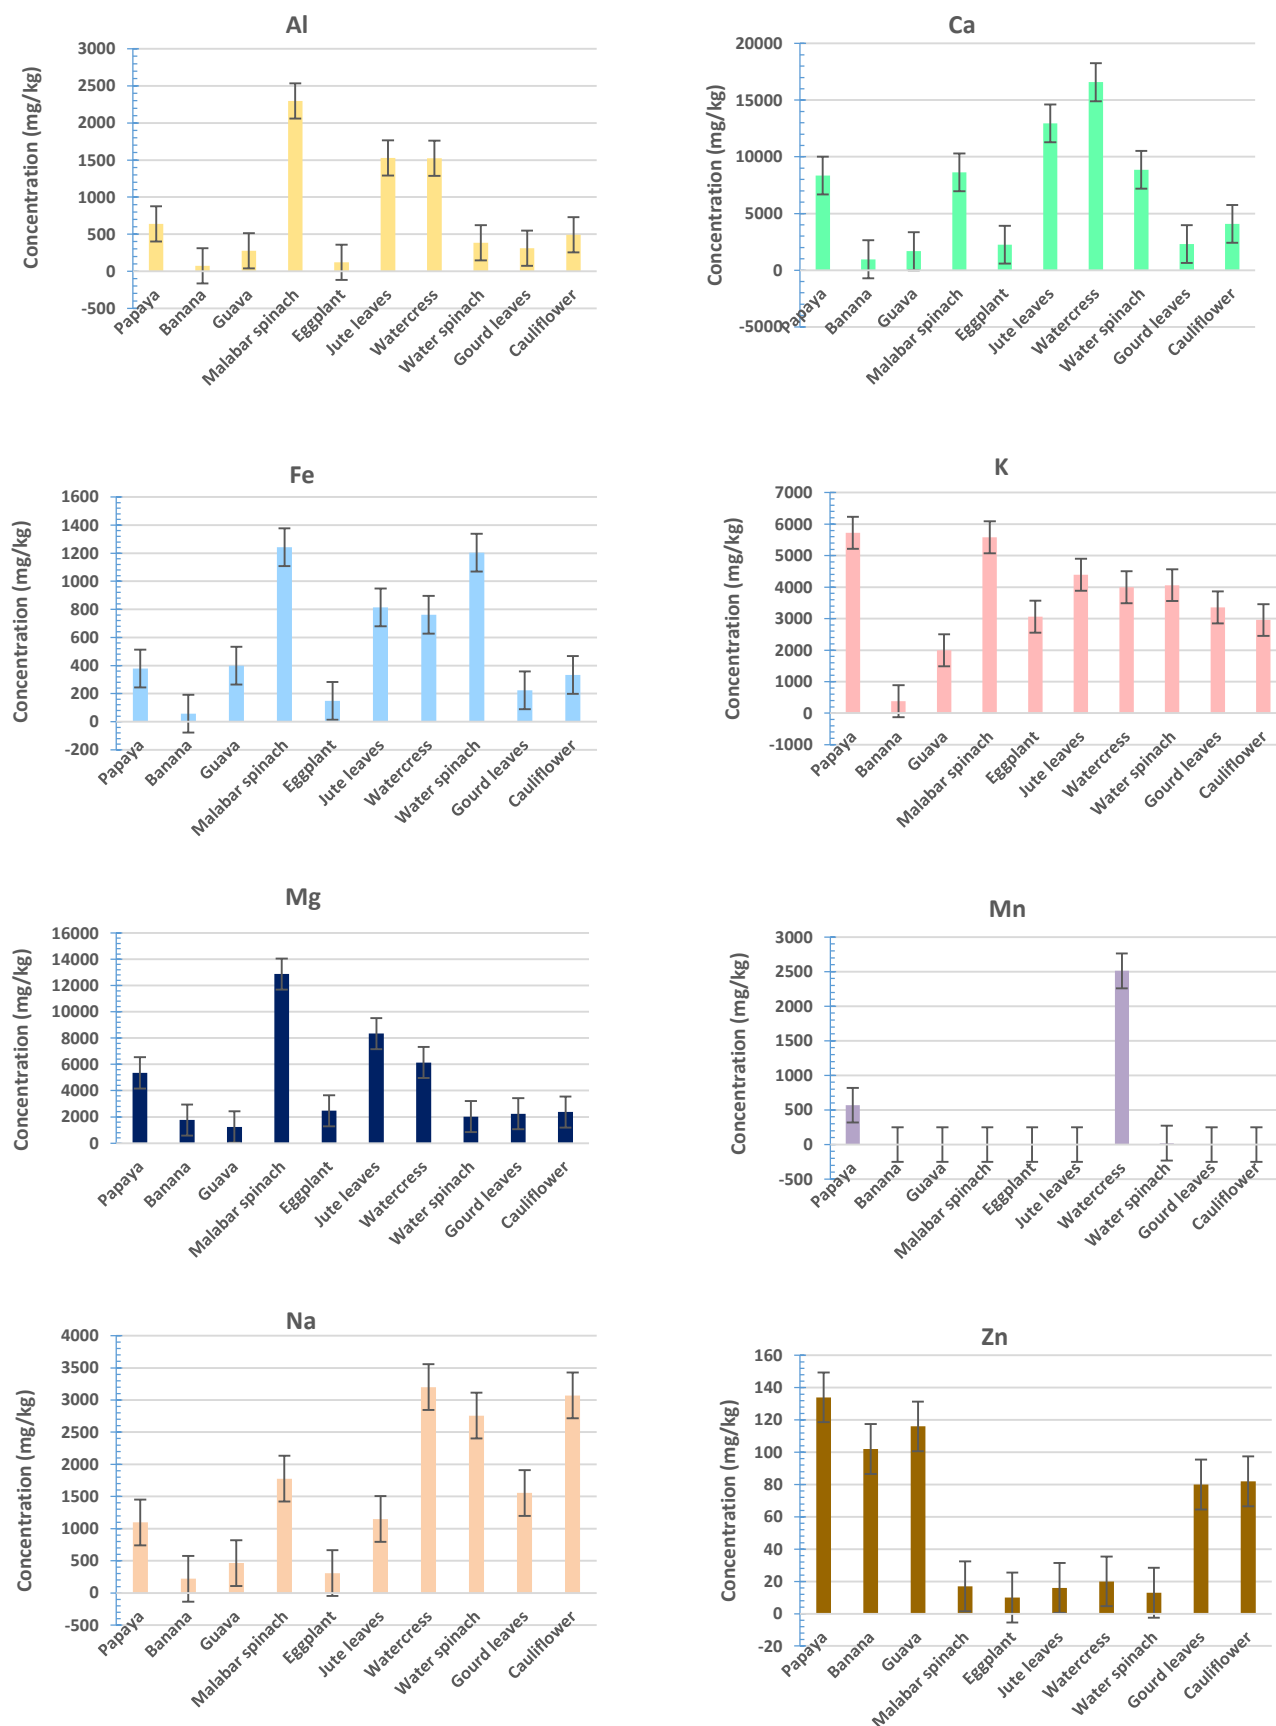 Al
Concentration (mg/kg)
3000
2500
2000
1500
1000
500
0
-500
Papaya
Banana
Guava
Malabar spinach
Eggplant
Jute leaves
Watercress
Water spinach
Gourd leaves
Cauliflower
Ca
Concentration (mg/kg)
20000
15000
10000
5000
0
-5000
Papaya
Banana
Guava
Malabar spinach
Eggplant
Jute leaves
Watercress
Water spinach
Gourd leaves
Cauliflower
Fe
Concentration (mg/kg)
1600
1400
1200
1000
800
600
400
200
0
-200
Papaya
Banana
Guava
Malabar spinach
Eggplant
Jute leaves
Watercress
Water spinach
Gourd leaves
Cauliflower
K
Concentration (mg/kg)
7000
6000
5000
4000
3000
2000
1000
0
-1000
Papaya
Banana
Guava
Malabar spinach
Eggplant
Jute leaves
Watercress
Water spinach
Gourd leaves
Cauliflower
Mg
Concentration (mg/kg)
16000
14000
12000
10000
8000
6000
4000
2000
0
Papaya
Banana
Guava
Malabar spinach
Eggplant
Jute leaves
Watercress
Water spinach
Gourd leaves
Cauliflower
Mn
Concentration (mg/kg)
3000
2500
2000
1500
1000
500
0
-500
Papaya
Banana
Guava
Malabar spinach
Eggplant
Jute leaves
Watercress
Water spinach
Gourd leaves
Cauliflower
Na
Concentration (mg/kg)
4000
3500
3000
2500
2000
1500
1000
500
0
-500
Papaya
Banana
Guava
Malabar spinach
Eggplant
Jute leaves
Watercress
Water spinach
Gourd leaves
Cauliflower
Zn
Concentration (mg/kg)
160
140
120
100
80
60
40
20
0
-20
Papaya
Banana
Guava
Malabar spinach
Eggplant
Jute leaves
Watercress
Water spinach
Gourd leaves
Cauliflower